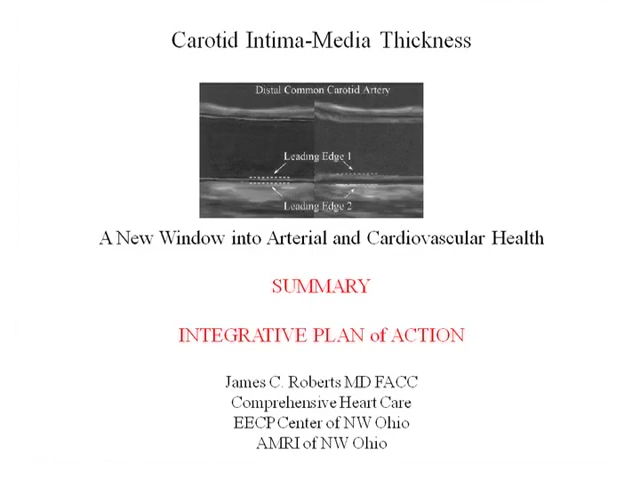 Carotid Intima-Media Thickness
Distal Common Carotid Artery
Leading Edge 1
Leading Edge 2
A New Window into Arterial and Cardiovascular Health
SUMMARY
INTEGRATIVE PLAN of ACTION
James C. Roberts MD FACC
Comprehensive Heart Care
EECP Center of NW Ohio
AMRI of NW Ohio